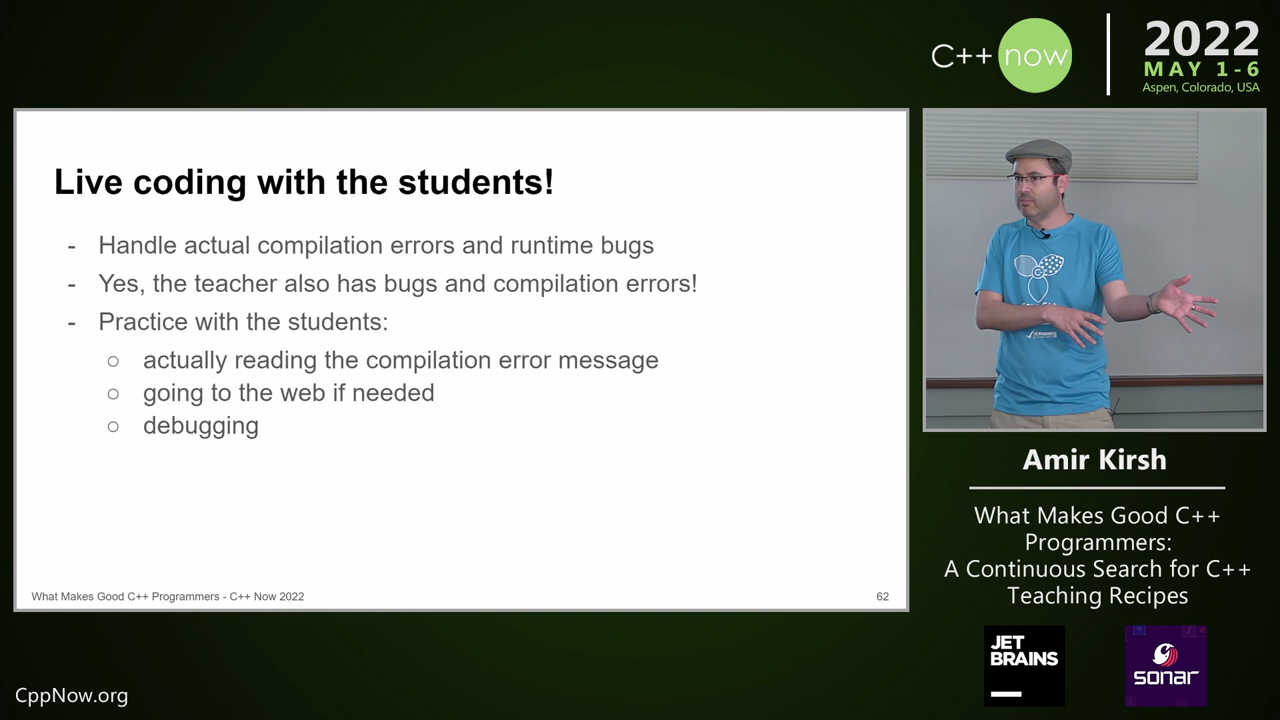 C++ now
2022
MAY 1-6
Aspen, Colorado, USA
Live coding with the students!
- Handle actual compilation errors and runtime bugs
- Yes, the teacher also has bugs and compilation errors!
- Practice with the students:
○ actually reading the compilation error message
○ going to the web if needed
○ debugging
What Makes Good C++ Programmers - C++ Now 2022
62
Amir Kirsh
What Makes Good C++
Programmers:
A Continuous Search for C++
Teaching Recipes
JET
BRAINS
sonar
CppNow.org